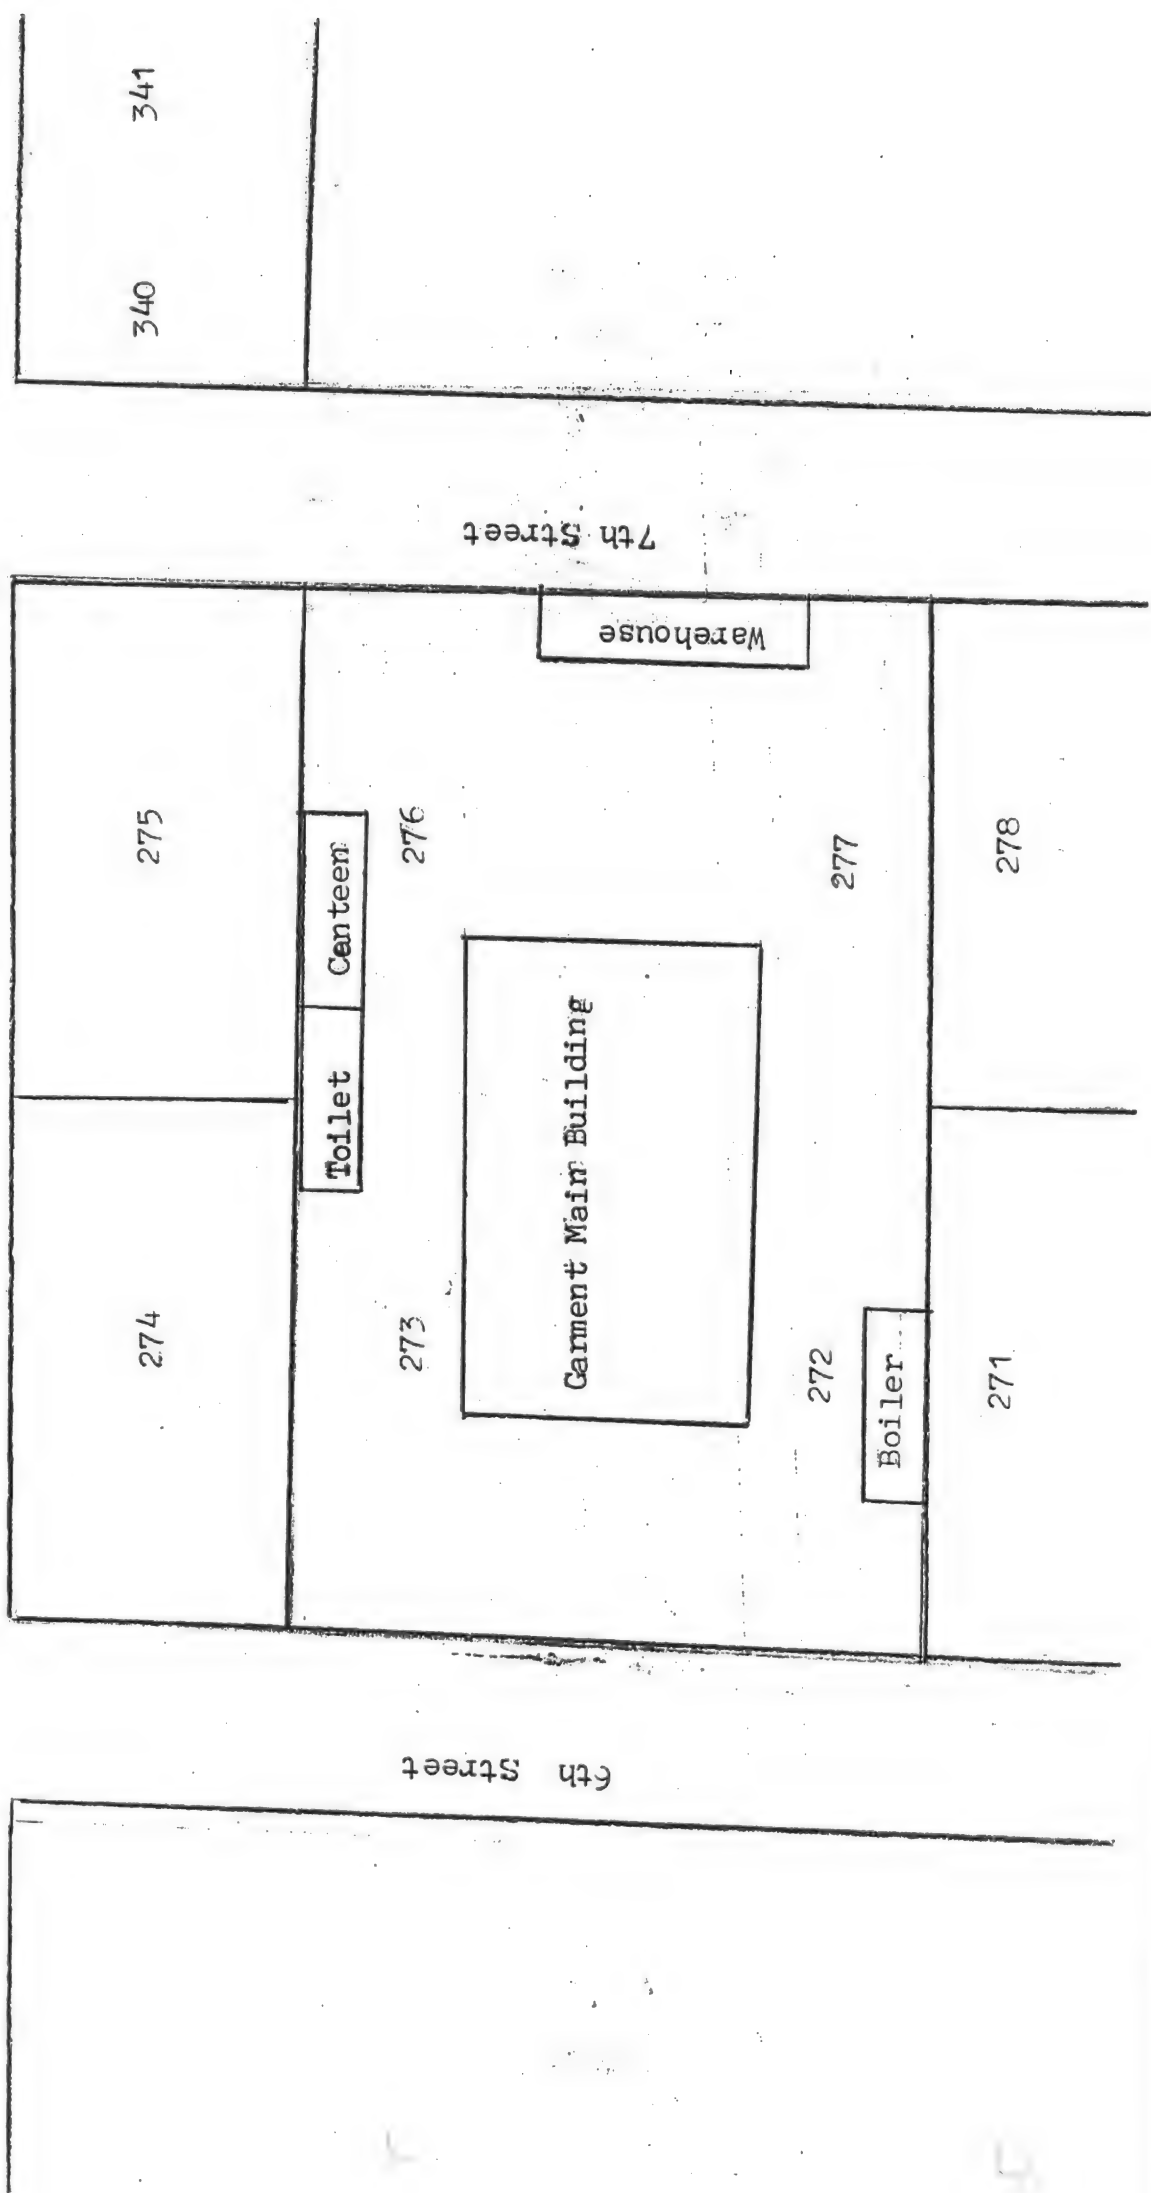 341
340
7th Street
Warehouse
275
Canteen
276
277
278
Toilet
Garment Main Building
274
273
272
Boiler
271
6th Street